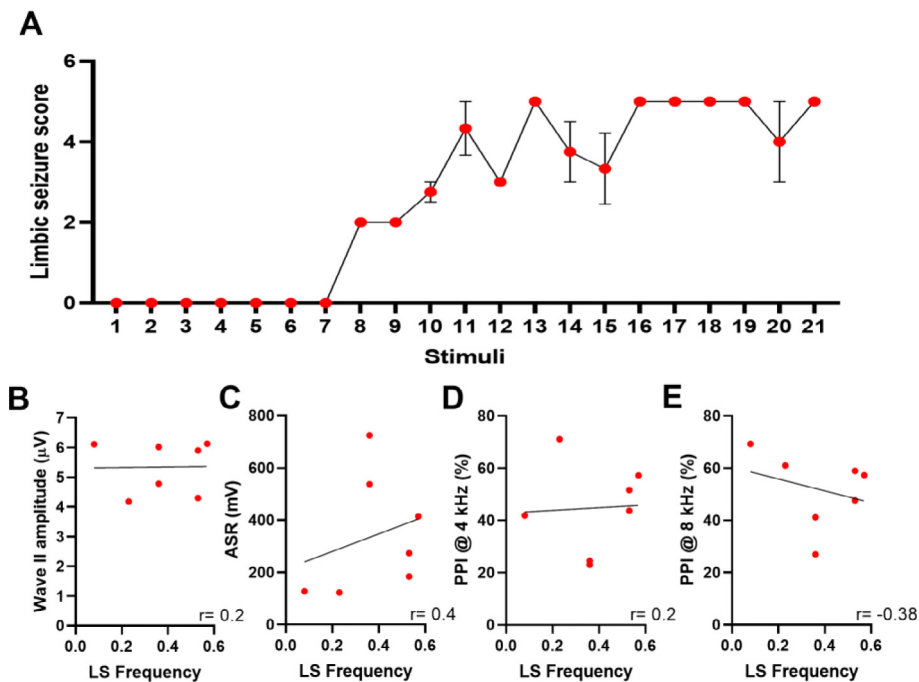 A
Limbic seizure score
6
4
2
0
1 2 3 4 5 6 7 8 9 10 11 12 13 14 15 16 17 18 19 20 21
Stimuli
B
Wave II amplitude (µV)
7
6
5
4
3
2
1
0
r= 0.2
0.0 0.2 0.4 0.6
LS Frequency
C
ASR (mV)
800
600
400
200
0
r= 0.4
0.0 0.2 0.4 0.6
LS Frequency
D
PPI @ 4 kHz (%)
80
60
40
20
0
r= 0.2
0.0 0.2 0.4 0.6
LS Frequency
E
PPI @ 8 kHz (%)
80
60
40
20
0
r= -0.38
0.0 0.2 0.4 0.6
LS Frequency